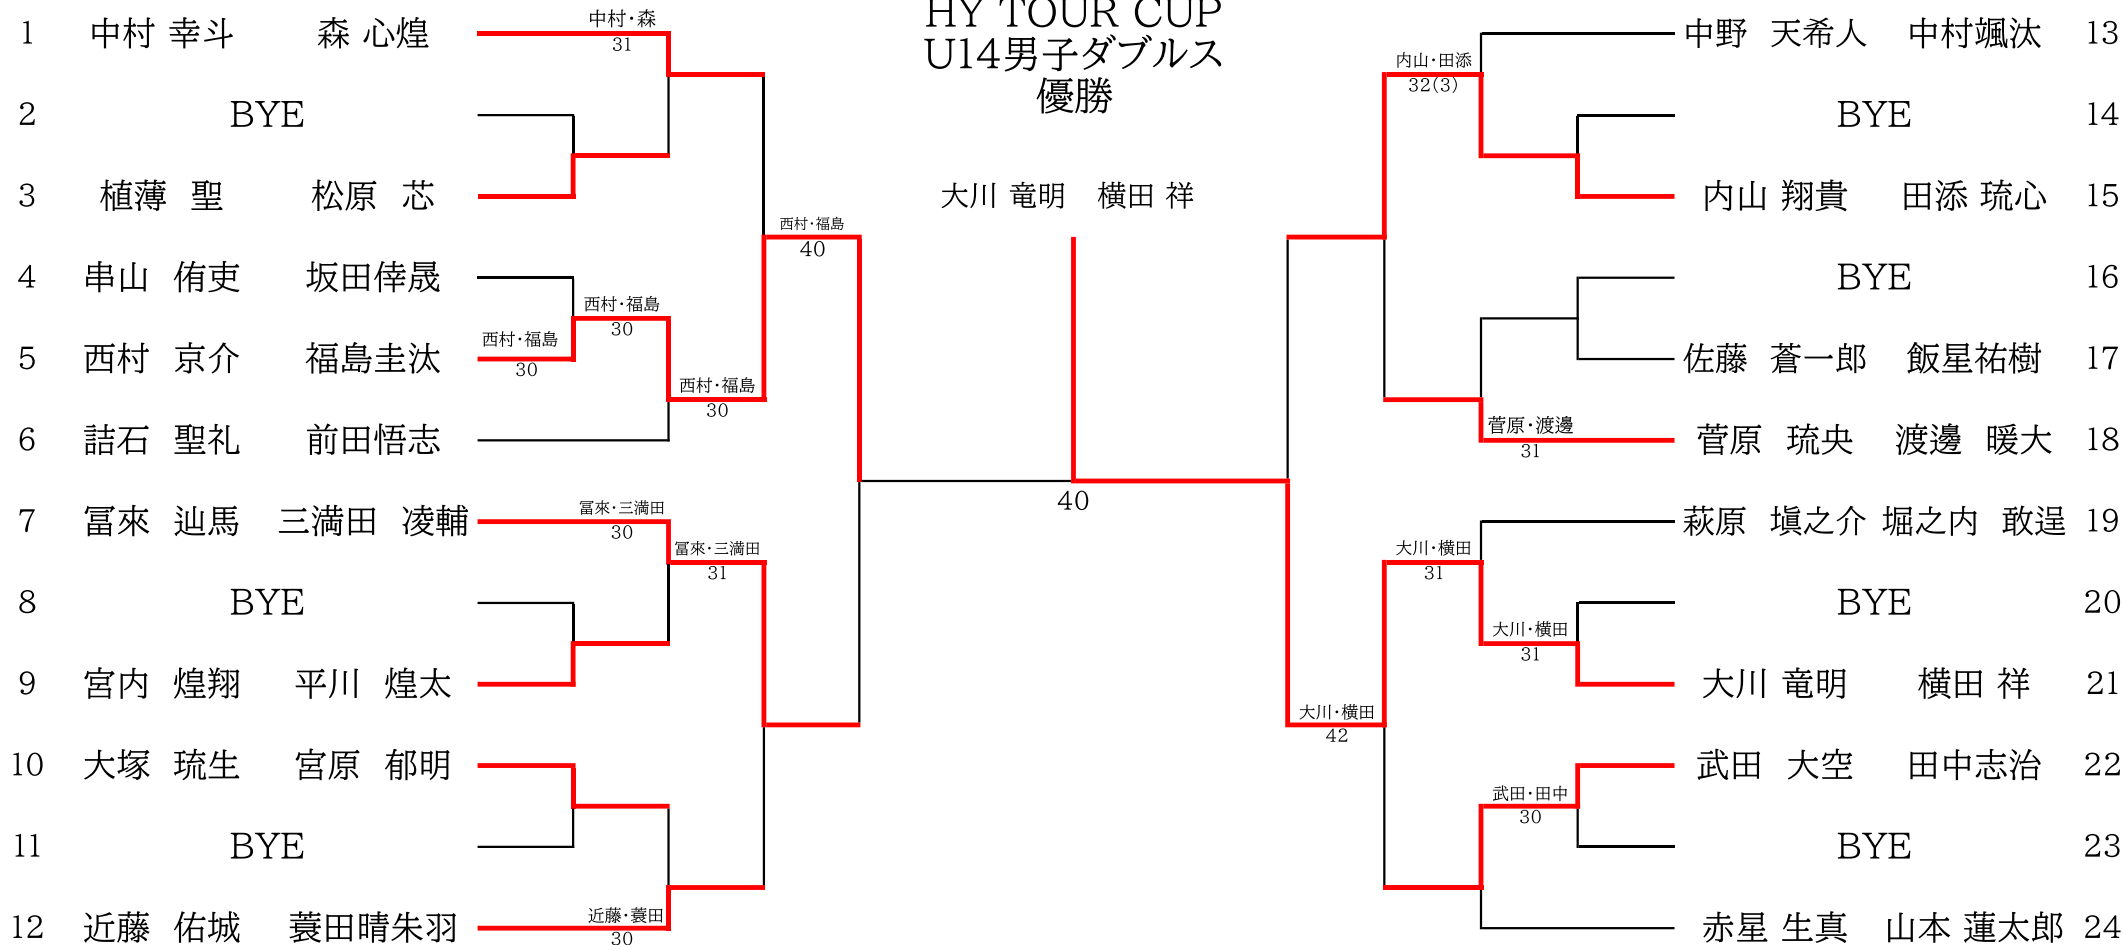 HY TOUR CUP
U14男子ダブルス
優勝
大川 竜明 横田 祥
40
1 中村 幸斗 森 心煌
中村・森
31
2 BYE
3 植薄 聖 松原 芯
西村・福島
40
4 串山 侑吏 坂田倖晟
西村・福島
30
5 西村 京介 福島圭汰
西村・福島
30
西村・福島
30
6 詰石 聖礼 前田悟志
7 冨來 辿馬 三満田 凌輔
冨來・三満田
30
冨來・三満田
31
8 BYE
9 宮内 煌翔 平川 煌太
10 大塚 琉生 宮原 郁明
11 BYE
12 近藤 佑城 蓑田晴朱羽
近藤・蓑田
30
中野 天希人 中村颯汰 13
内山・田添
32(3)
BYE 14
内山 翔貴 田添 琉心 15
BYE 16
佐藤 蒼一郎 飯星祐樹 17
菅原・渡邊
31
菅原 琉央 渡邊 暖大 18
萩原 塡之介 堀之内 敢逞 19
大川・横田
31
BYE 20
大川・横田
31
大川 竜明 横田 祥 21
大川・横田
42
武田 大空 田中志治 22
武田・田中
30
BYE 23
赤星 生真 山本 蓮太郎 24